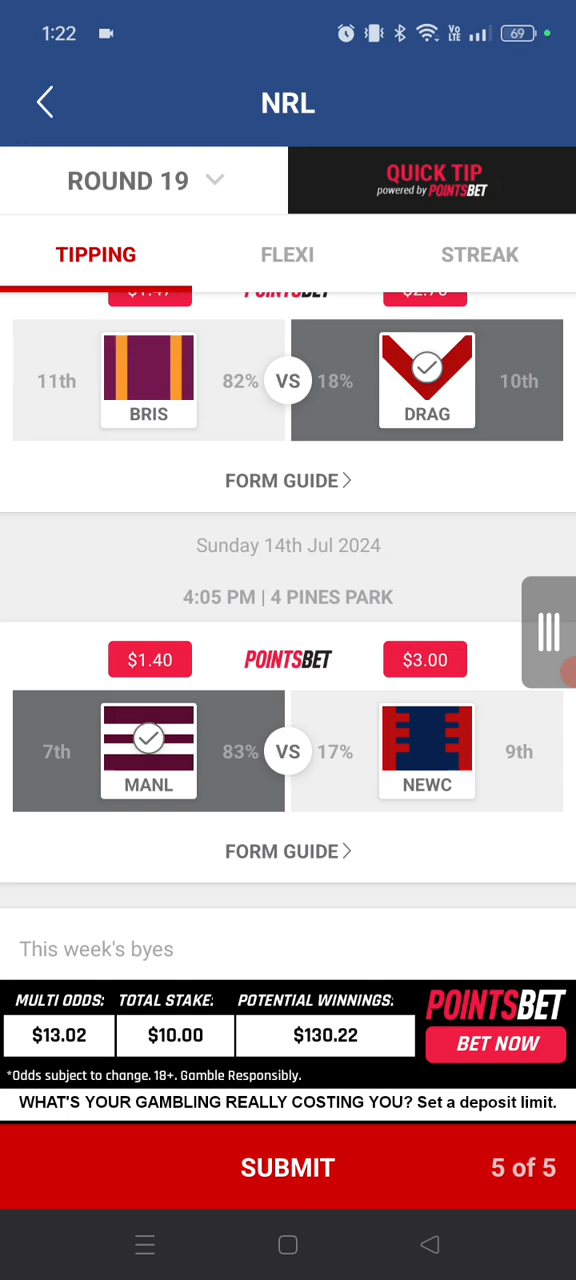 1:22 VO LTE 69
NRL
ROUND 19
QUICK TIP
powered by POINTSBET
TIPPING FLEXI STREAK
POINTSBET
11th 82% VS 18% 10th
BRIS DRAG
FORM GUIDE
Sunday 14th Jul 2024
4:05 PM | 4 PINES PARK
$1.40 POINTSBET $3.00
7th 83% VS 17% 9th
MANL NEWC
FORM GUIDE
This week's byes
MULTI ODDS: TOTAL STAKE: POTENTIAL WINNINGS: POINTSBET
$13.02 $10.00 $130.22 BET NOW
*Odds subject to change. 18+. Gamble Responsibly.
WHAT'S YOUR GAMBLING REALLY COSTING YOU? Set a deposit limit.
SUBMIT 5 of 5